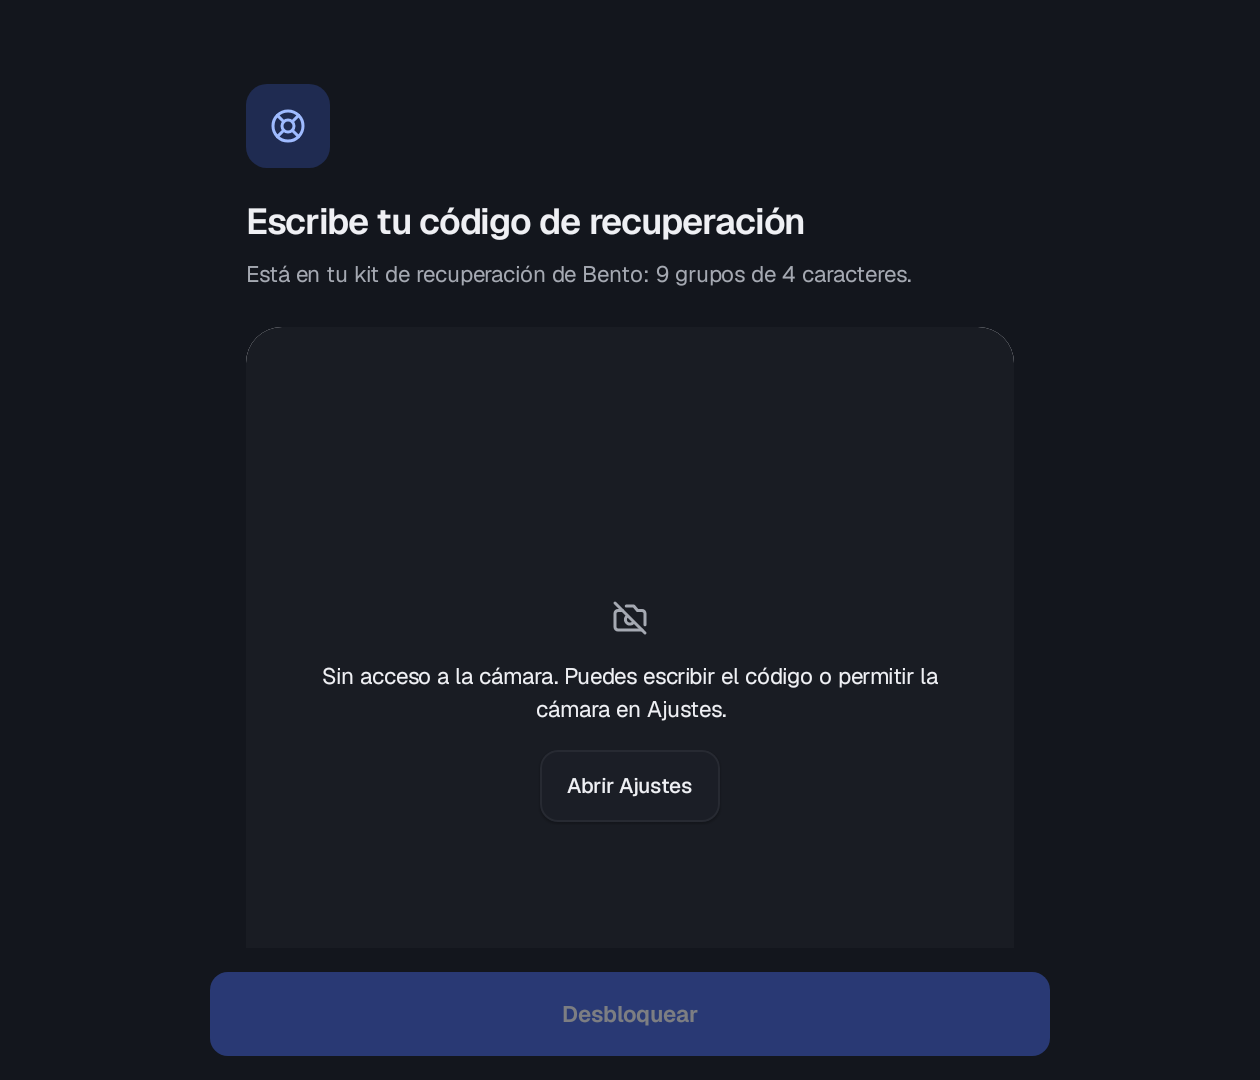 Escribe tu código de recuperación
Está en tu kit de recuperación de Bento: 9 grupos de 4 caracteres.
Sin acceso a la cámara. Puedes escribir el código o permitir la
cámara en Ajustes.
Abrir Ajustes
Desbloquear